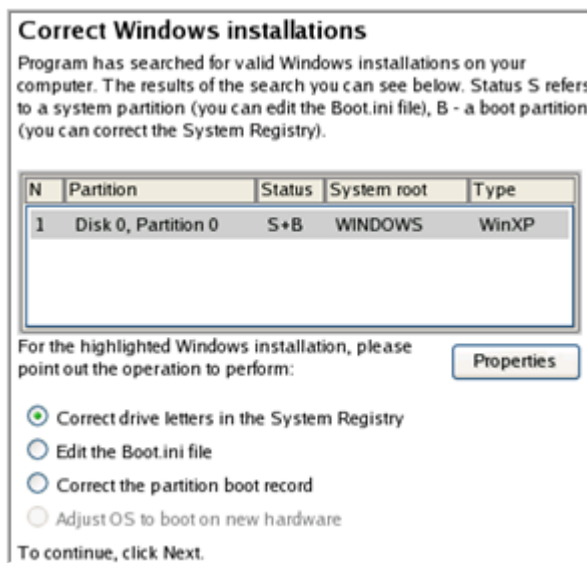 Correct Windows installations
Program has searched for valid Windows installations on your
computer. The results of the search you can see below. Status S refers
to a system partition (you can edit the Boot.ini file), B - a boot partition
(you can correct the System Registry).
N Partition Status System root Type
1 Disk 0, Partition 0 S+B WINDOWS WinXP
For the highlighted Windows installation, please
point out the operation to perform:
Properties
Correct drive letters in the System Registry
Edit the Boot.ini file
Correct the partition boot record
Adjust OS to boot on new hardware
To continue, click Next.